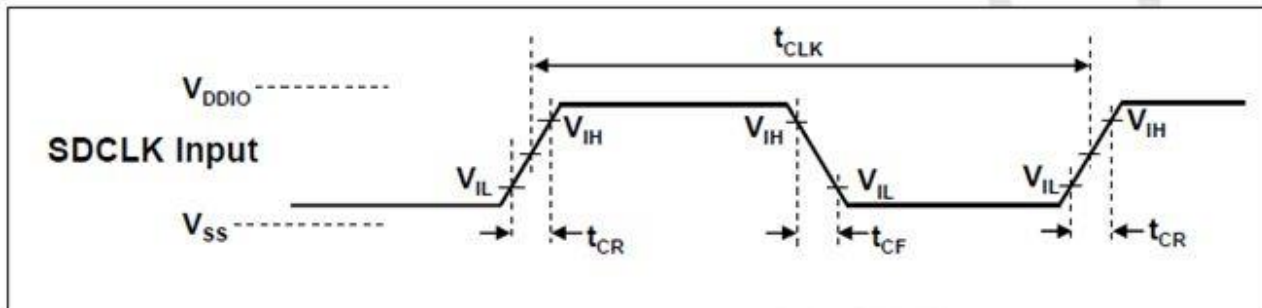 tCLK
VDDIO
SDCLK Input
VIH
VIH
VIH
VIL
VIL
VIL
VSS
tCR
tCF
tCR